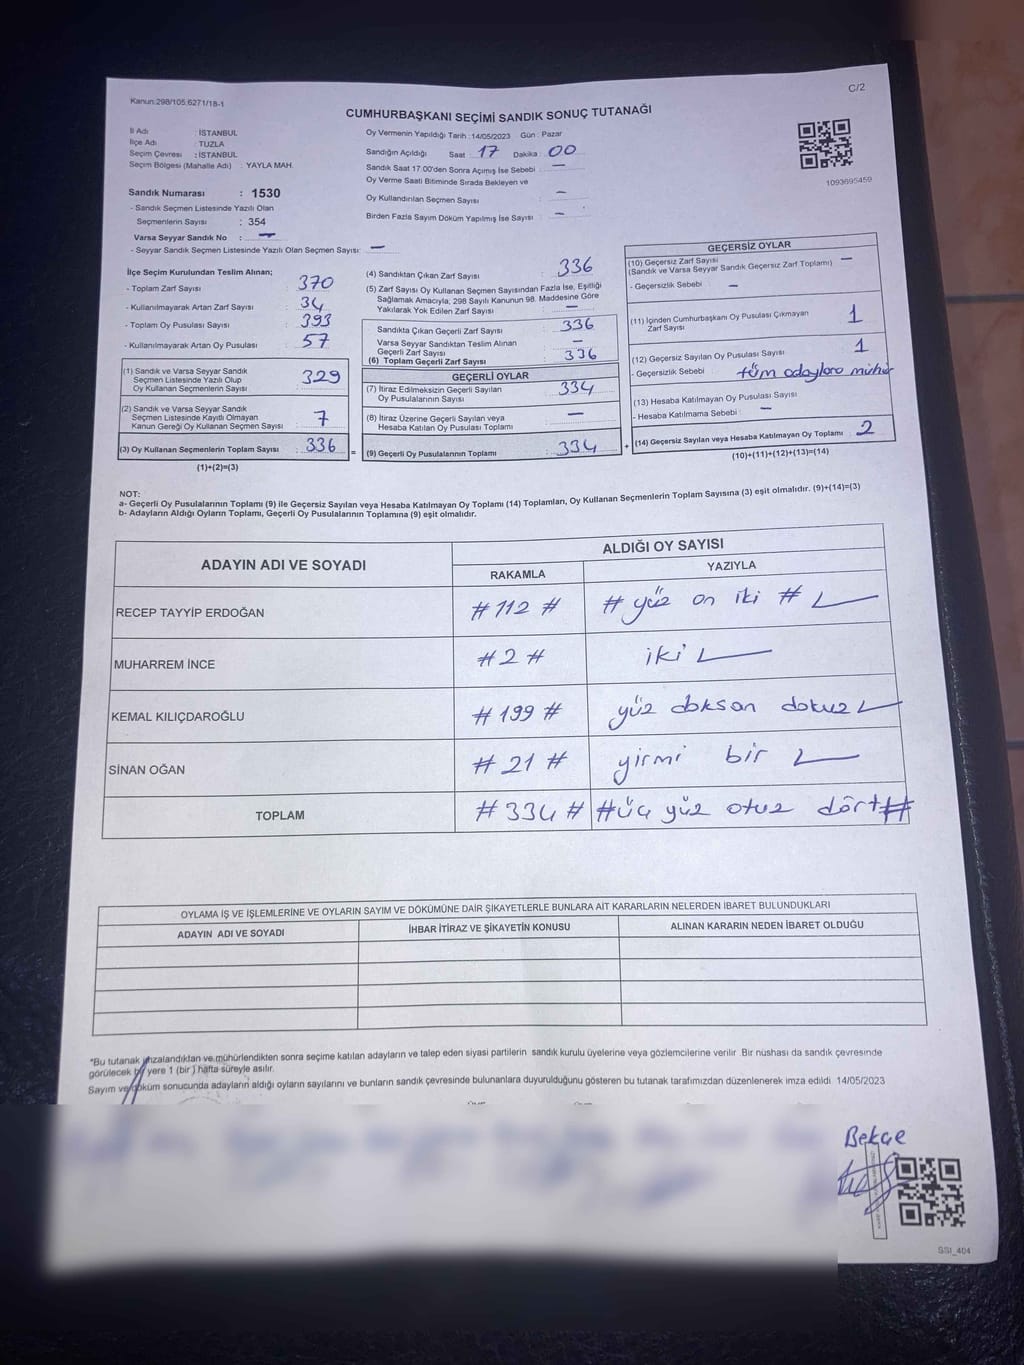 Kanun:298/105;6271/18-1
C/2
CUMHURBAŞKANI SEÇİMİ SANDIK SONUÇ TUTANAĞI
İl Adı : İSTANBUL
İlçe Adı : TUZLA
Seçim Çevresi : İSTANBUL
Seçim Bölgesi (Mahalle Adı) : YAYLA MAH.
Oy Vermenin Yapıldığı Tarih :14/05/2023 Gün : Pazar
Sandığın Açıldığı Saat : 17 Dakika : 00
Sandık Saat 17.00'den Sonra Açımış İse Sebebi : —
Oy Verme Saati Bitiminde Sırada Bekleyen ve
Oy Kullandırılan Seçmen Sayısı : —
Birden Fazla Sayım Döküm Yapılmış İse Sayısı : —
1093695459
Sandık Numarası : 1530
- Sandık Seçmen Listesinde Yazılı Olan
Seçmenlerin Sayısı : 354
Varsa Seyyar Sandık No : —
- Seyyar Sandık Seçmen Listesinde Yazılı Olan Seçmen Sayısı: —
İlçe Seçim Kurulundan Teslim Alınan;
- Toplam Zarf Sayısı : 370
- Kullanılmayarak Artan Zarf Sayısı : 34
- Toplam Oy Pusulası Sayısı : 393
- Kullanılmayarak Artan Oy Pusulası : 57
(1) Sandık ve Varsa Seyyar Sandık
Seçmen Listesinde Yazılı Olup
Oy Kullanan Seçmenlerin Sayısı : 329
(2) Sandık ve Varsa Seyyar Sandık
Seçmen Listesinde Kayıtlı Olmayan
Kanun Gereği Oy Kullanan Seçmen Sayısı : 7
(3) Oy Kullanan Seçmenlerin Toplam Sayısı : 336
(1)+(2)=(3)
=
(4) Sandıktan Çıkan Zarf Sayısı : 336
(5) Zarf Sayısı Oy Kullanan Seçmen Sayısından Fazla İse, Eşitliği
Sağlamak Amacıyla; 298 Sayılı Kanunun 98. Maddesine Göre
Yakılarak Yok Edilen Zarf Sayısı : —
Sandıkta Çıkan Geçerli Zarf Sayısı : 336
Varsa Seyyar Sandıktan Teslim Alınan
Geçerli Zarf Sayısı : —
(6) Toplam Geçerli Zarf Sayısı : 336
GEÇERLİ OYLAR
(7) İtiraz Edilmeksizin Geçerli Sayılan
Oy Pusulalarının Sayısı : 334
(8) İtiraz Üzerine Geçerli Sayılan veya
Hesaba Katılan Oy Pusulası Toplamı : —
(9) Geçerli Oy Pusulalarının Toplamı : 334
+
GEÇERSİZ OYLAR
(10) Geçersiz Zarf Sayısı : —
(Sandık ve Varsa Seyyar Sandık Geçersiz Zarf Toplamı)
- Geçersizlik Sebebi : —
(11) İçinden Cumhurbaşkanı Oy Pusulası Çıkmayan
Zarf Sayısı : 1
(12) Geçersiz Sayılan Oy Pusulası Sayısı : 1
- Geçersizlik Sebebi : tüm adaylara mühür
(13) Hesaba Katılmayan Oy Pusulası Sayısı :
- Hesaba Katılmama Sebebi : —
(14) Geçersiz Sayılan veya Hesaba Katılmayan Oy Toplamı : 2
(10)+(11)+(12)+(13)=(14)
NOT:
a- Geçerli Oy Pusulalarının Toplamı (9) ile Geçersiz Sayılan veya Hesaba Katılmayan Oy Toplamı (14) Toplamları, Oy Kullanan Seçmenlerin Toplam Sayısına (3) eşit olmalıdır. (9)+(14)=(3)
b- Adayların Aldığı Oyların Toplamı, Geçerli Oy Pusulalarının Toplamına (9) eşit olmalıdır.
ADAYIN ADI VE SOYADI
ALDIĞI OY SAYISI
RAKAMLA YAZIYLA
RECEP TAYYİP ERDOĞAN # 112 # # yüz on iki #
MUHARREM İNCE # 2 # iki
KEMAL KILIÇDAROĞLU # 199 # yüz doksan dokuz
SİNAN OĞAN # 21 # yirmi bir
TOPLAM # 334 # # üç yüz otuz dört #
OYLAMA İŞ VE İŞLEMLERİNE VE OYLARIN SAYIM VE DÖKÜMÜNE DAİR ŞİKAYETLERLE BUNLARA AİT KARARLARIN NELERDEN İBARET BULUNDUKLARI
ADAYIN ADI VE SOYADI İHBAR İTİRAZ VE ŞİKAYETİN KONUSU ALINAN KARARIN NEDEN İBARET OLDUĞU
*Bu tutanak imzalandıktan ve mühürlendikten sonra seçime katılan adayların ve talep eden siyasi partilerin sandık kurulu üyelerine veya gözlemcilerine verilir. Bir nüshası da sandık çevresinde
görülecek bir yere 1 (bir ) hafta süreyle asılır.
Sayım ve döküm sonucunda adayların aldığı oyların sayılarını ve bunların sandık çevresinde bulunanlara duyurulduğunu gösteren bu tutanak tarafımızdan düzenlenerek imza edildi. 14/05/2023
Bekçe
SSI_404